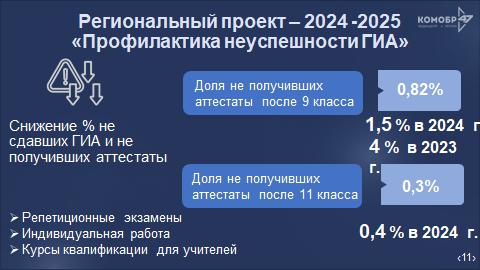 Региональный проект – 2024 -2025
«Профилактика неуспешности ГИА»
КОМОБР 47
Доля не получивших
аттестаты после 9 класса
0,82%
Снижение % не
сдавших ГИА и не
получивших аттестаты
1,5 % в 2024 г
4 % в 2023
г.
Доля не получивших
аттестаты после 11 класса
0,3%
➢ Репетиционные экзамены
➢ Индивидуальная работа
➢ Курсы квалификации для учителей
0,4 % в 2024 г.
‹11›